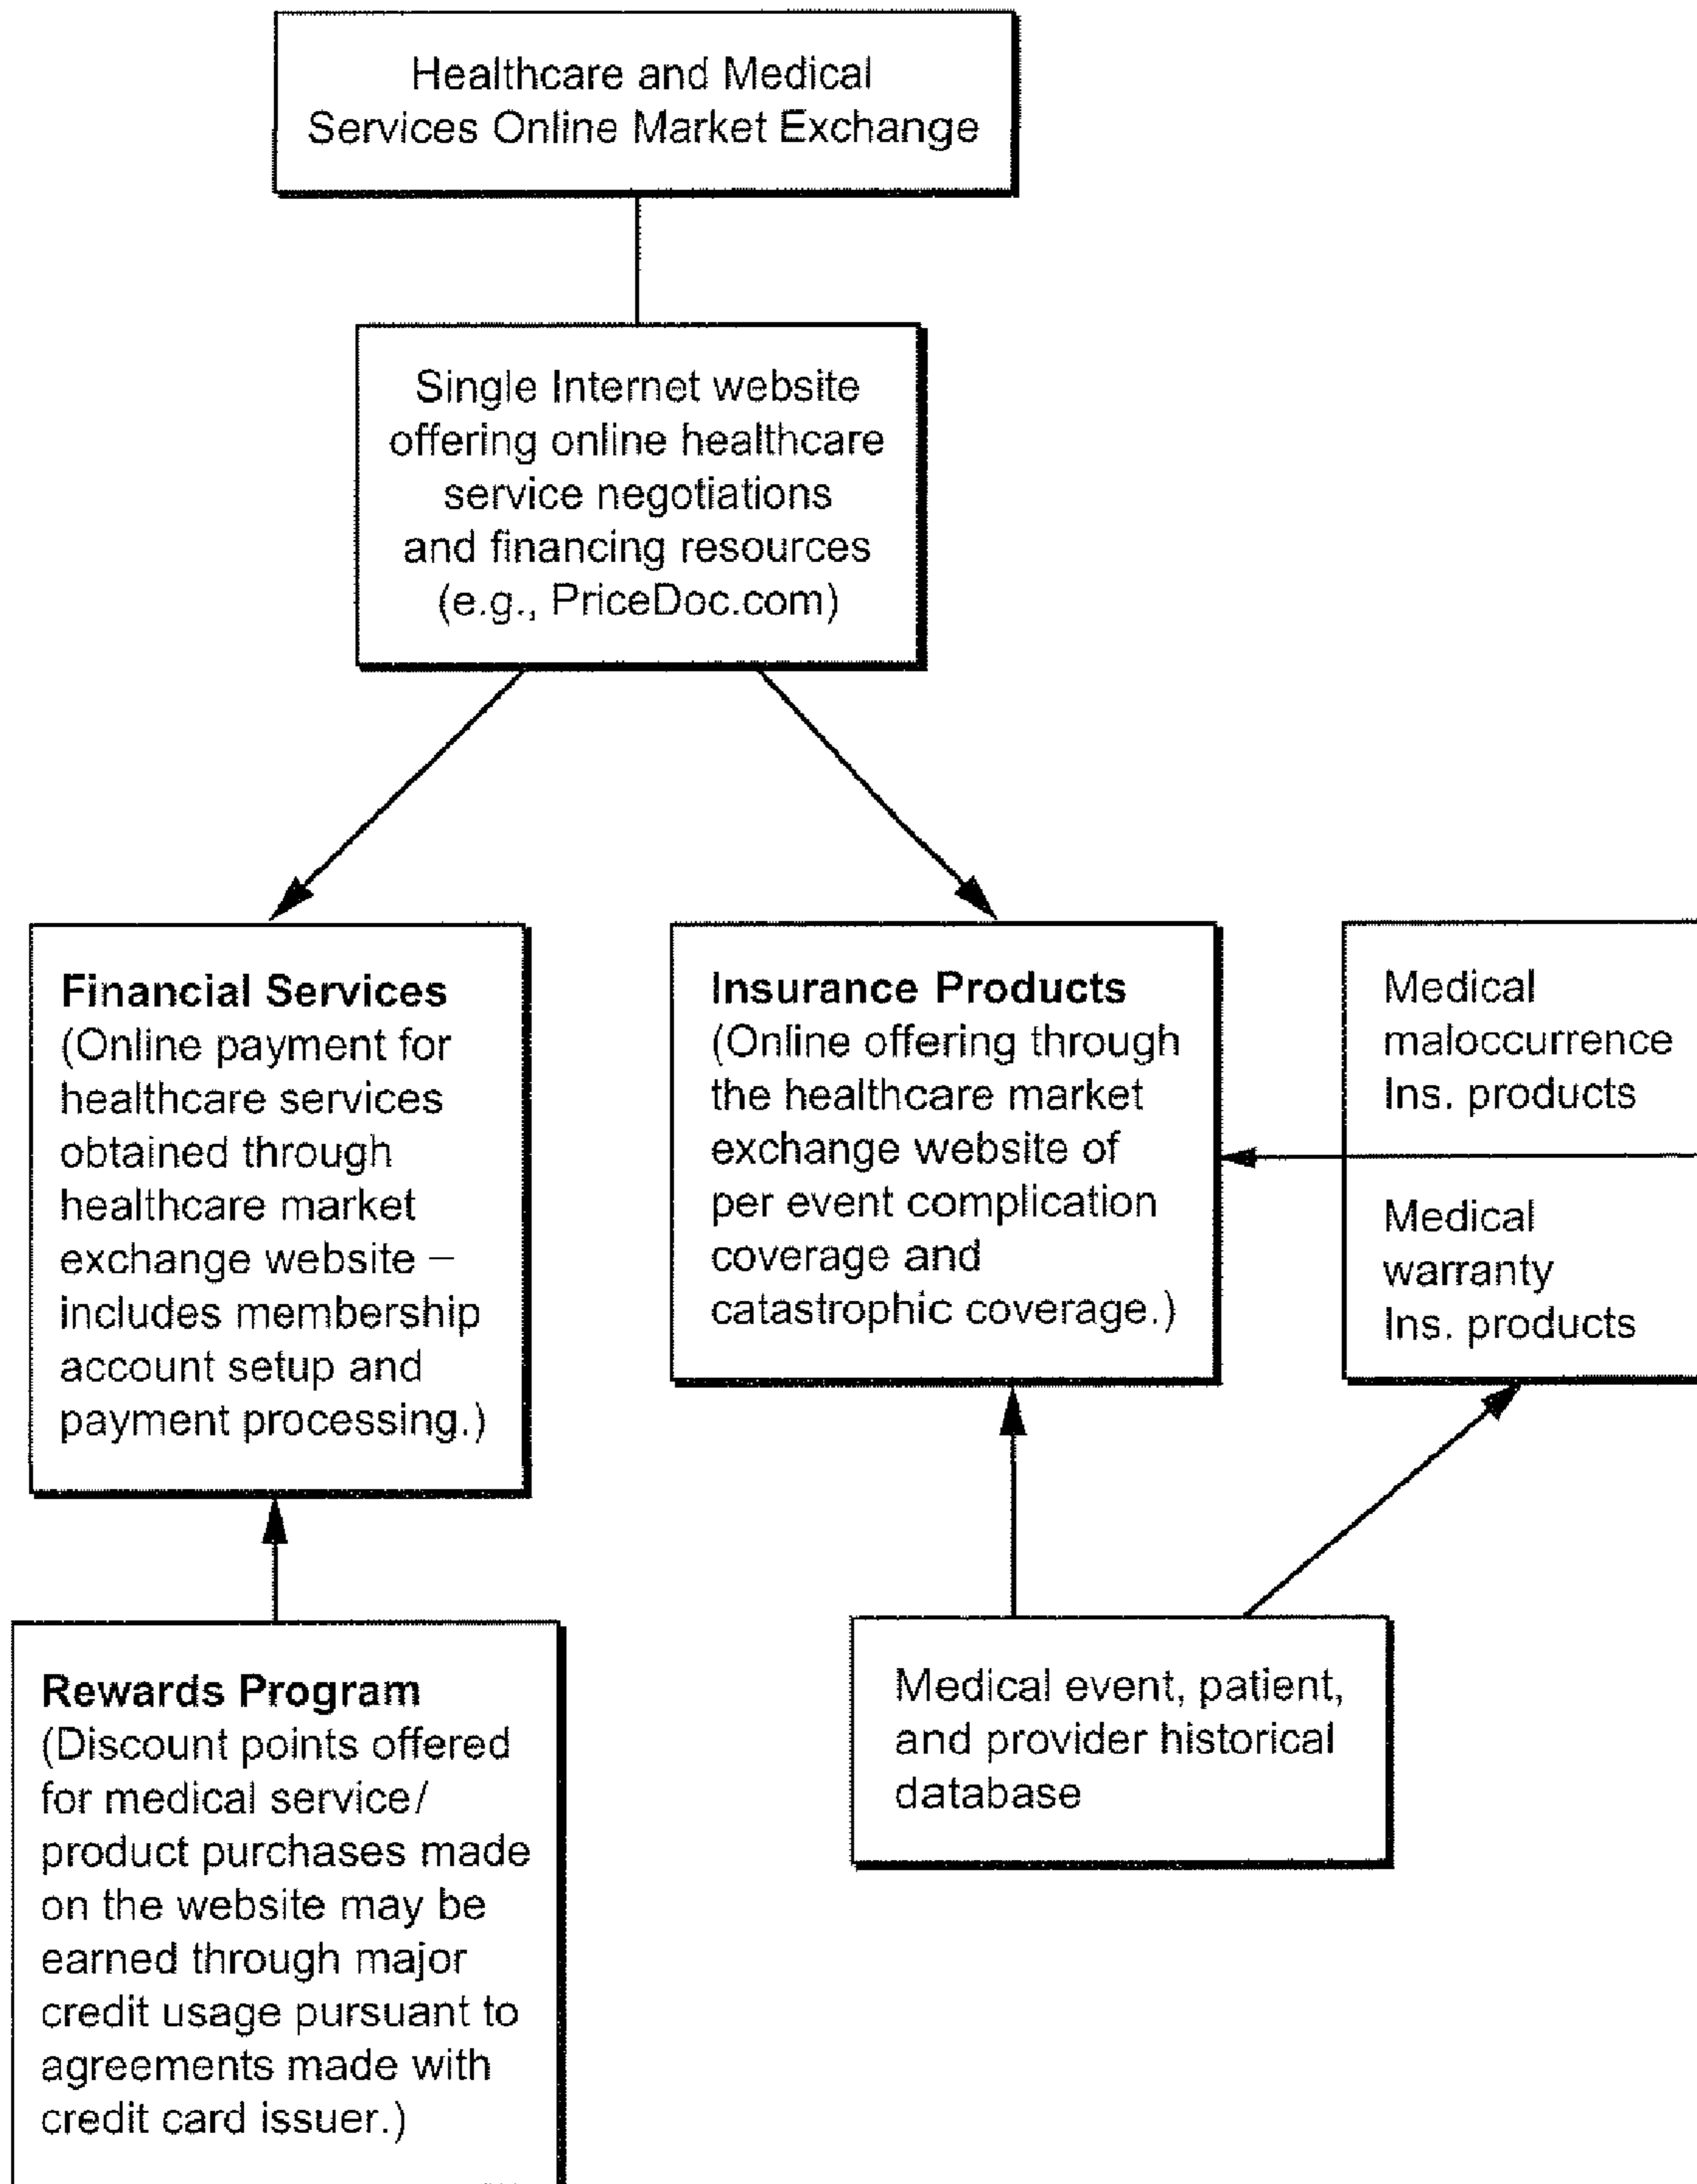 Healthcare and Medical
Services Online Market Exchange
Single Internet website
offering online healthcare
service negotiations
and financing resources
(e.g., PriceDoc.com)
Financial Services
(Online payment for
healthcare services
obtained through
healthcare market
exchange website –
includes membership
account setup and
payment processing.)
Insurance Products
(Online offering through
the healthcare market
exchange website of
per event complication
coverage and
catastrophic coverage.)
Medical
maloccurrence
Ins. products
Medical
warranty
Ins. products
Rewards Program
(Discount points offered
for medical service/
product purchases made
on the website may be
earned through major
credit usage pursuant to
agreements made with
credit card issuer.)
Medical event, patient,
and provider historical
database